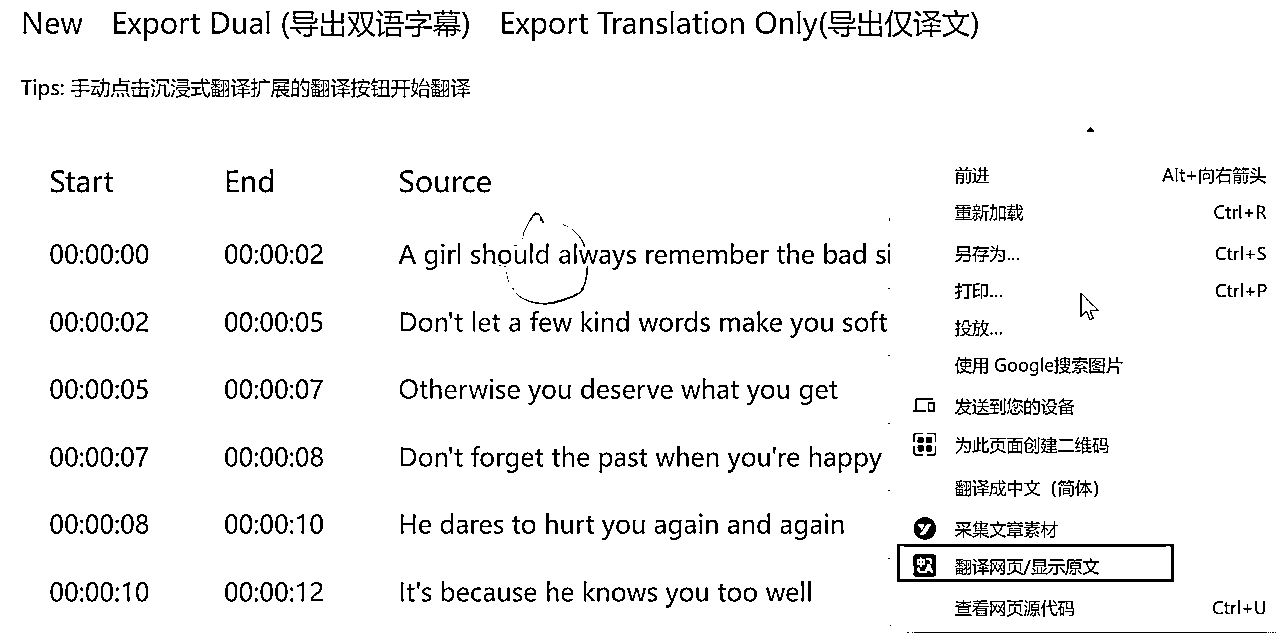 New Export Dual (导出双语字幕) Export Translation Only(导出仅译文)
Tips: 手动点击沉浸式翻译扩展的翻译按钮开始翻译
Start End Source
00:00:00 00:00:02 A girl should always remember the bad si
00:00:02 00:00:05 Don't let a few kind words make you soft
00:00:05 00:00:07 Otherwise you deserve what you get
00:00:07 00:00:08 Don't forget the past when you're happy
00:00:08 00:00:10 He dares to hurt you again and again
00:00:10 00:00:12 It's because he knows you too well
前进 Alt+向右箭头
重新加载 Ctrl+R
另存为... Ctrl+S
打印... Ctrl+P
投放...
使用 Google搜索图片
发送到您的设备
为此页面创建二维码
翻译成中文（简体）
采集文章素材
翻译网页/显示原文
查看网页源代码 Ctrl+U